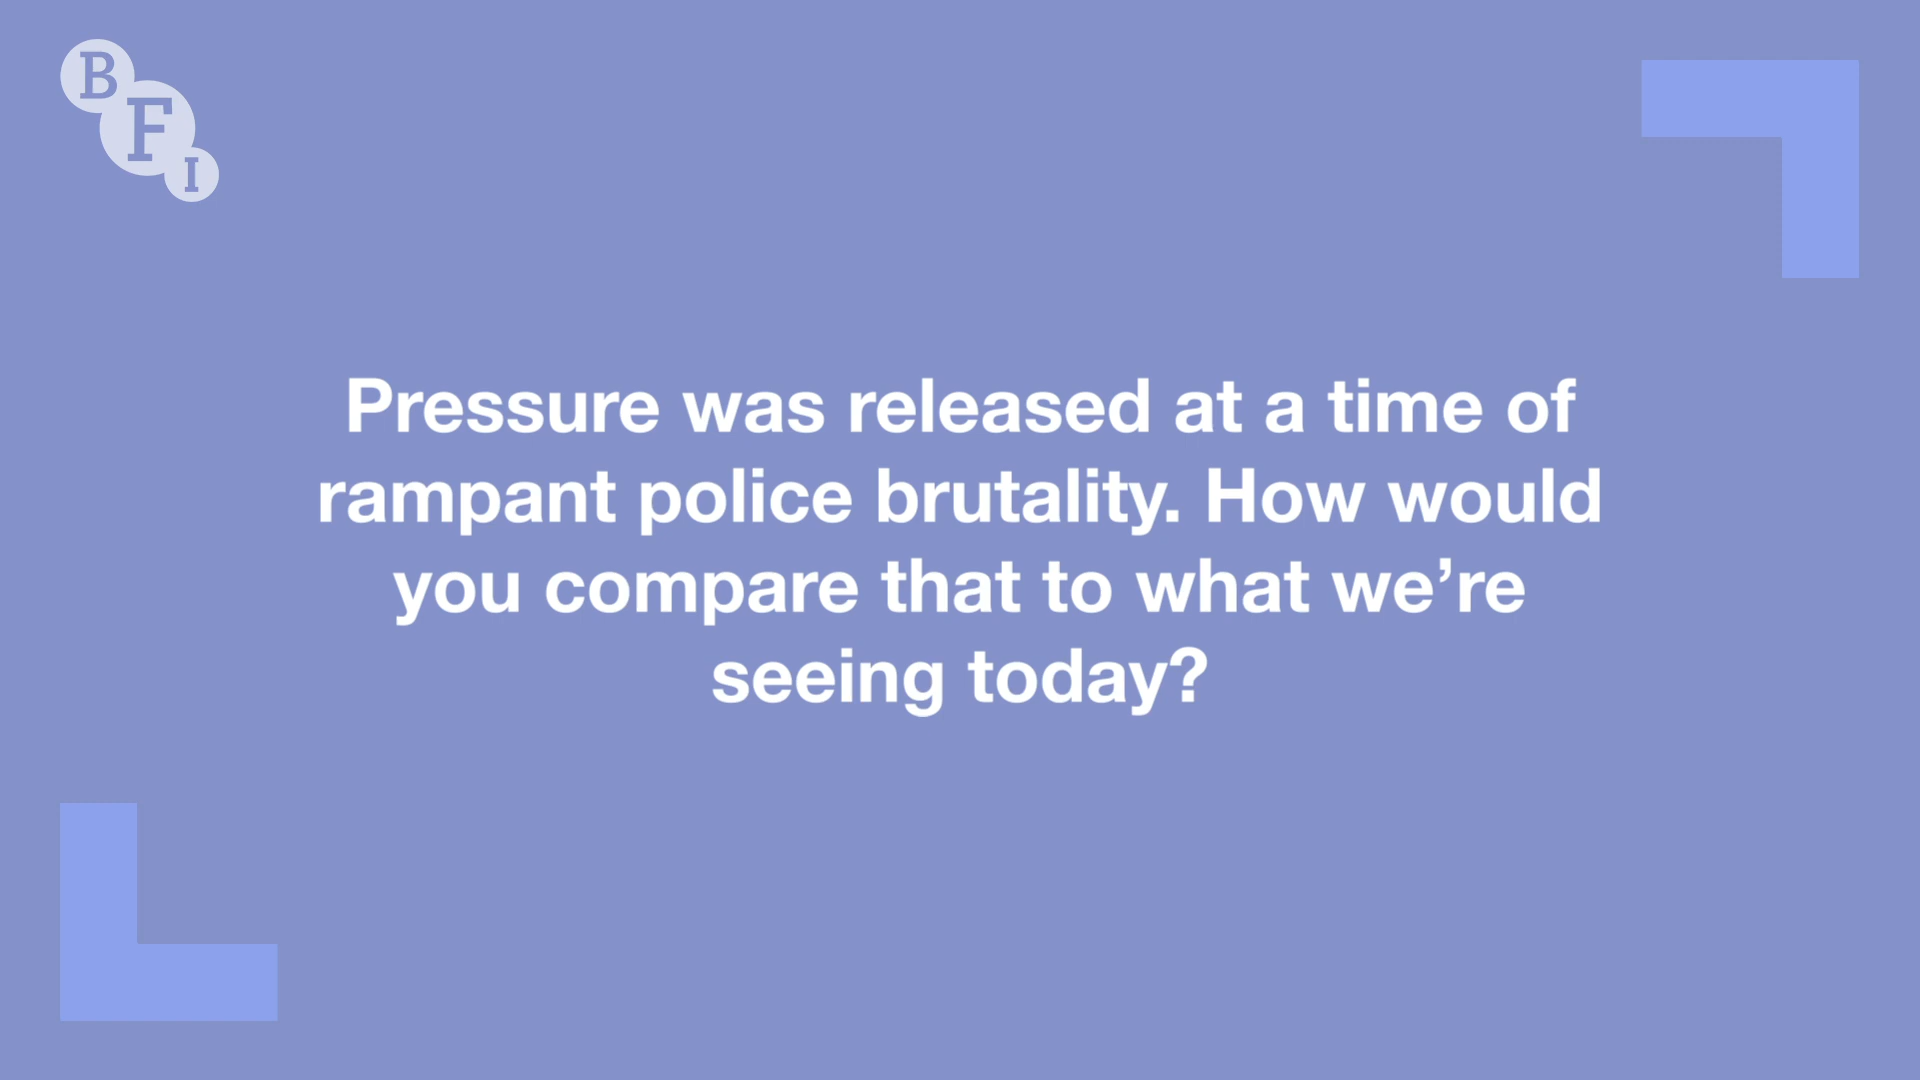 BFI
Pressure was released at a time of
rampant police brutality. How would
you compare that to what we’re
seeing today?